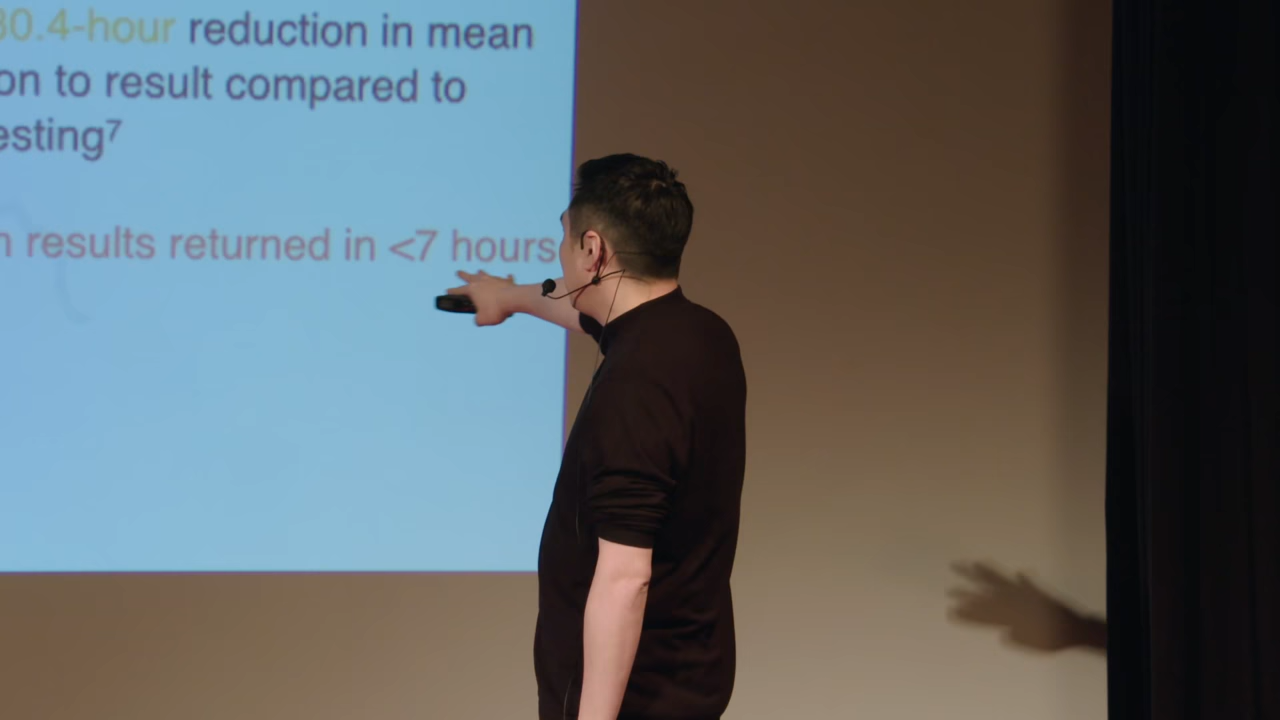 30.4-hour reduction in mean
on to result compared to
esting⁷
results returned in <7 hours